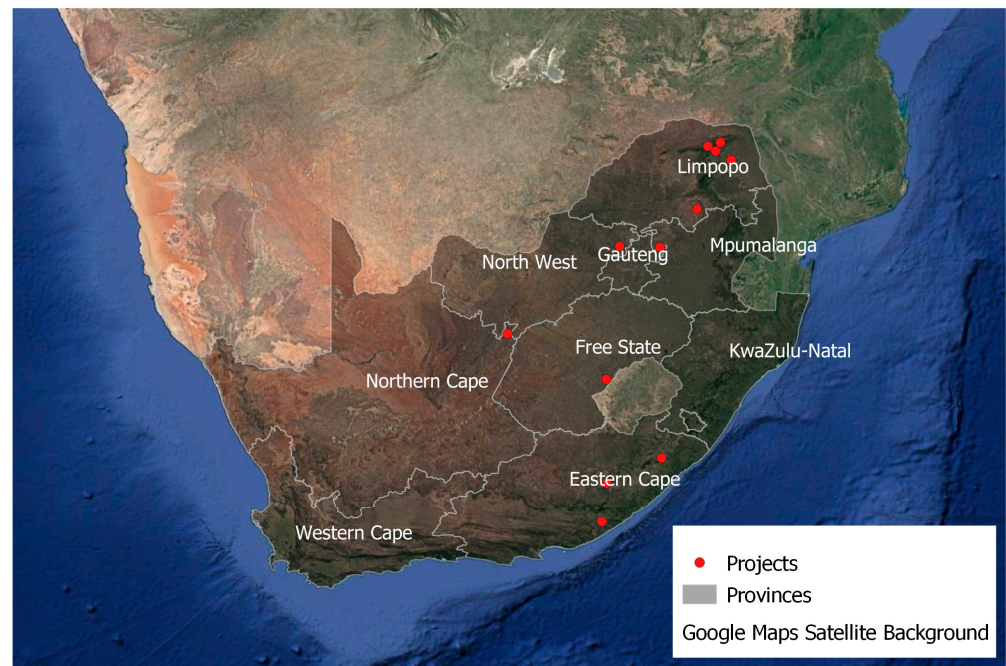 Limpopo
Mpumalanga
Gauteng
North West
Free State
KwaZulu-Natal
Northern Cape
Eastern Cape
Western Cape
Projects
Provinces
Google Maps Satellite Background